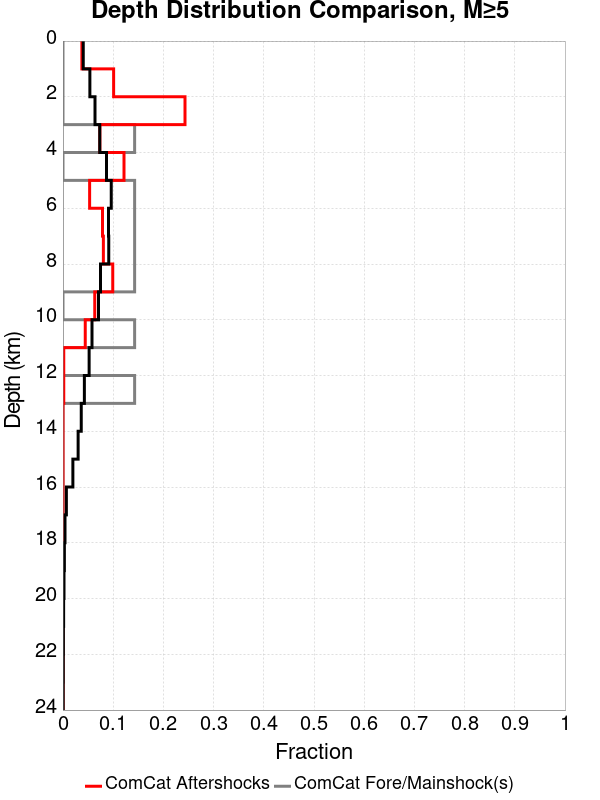 Depth Distribution Comparison, M≥5
0
2
4
6
8
10
12
14
16
18
20
22
24
Depth (km)
0 0.1 0.2 0.3 0.4 0.5 0.6 0.7 0.8 0.9 1
Fraction
ComCat Aftershocks ComCat Fore/Mainshock(s)